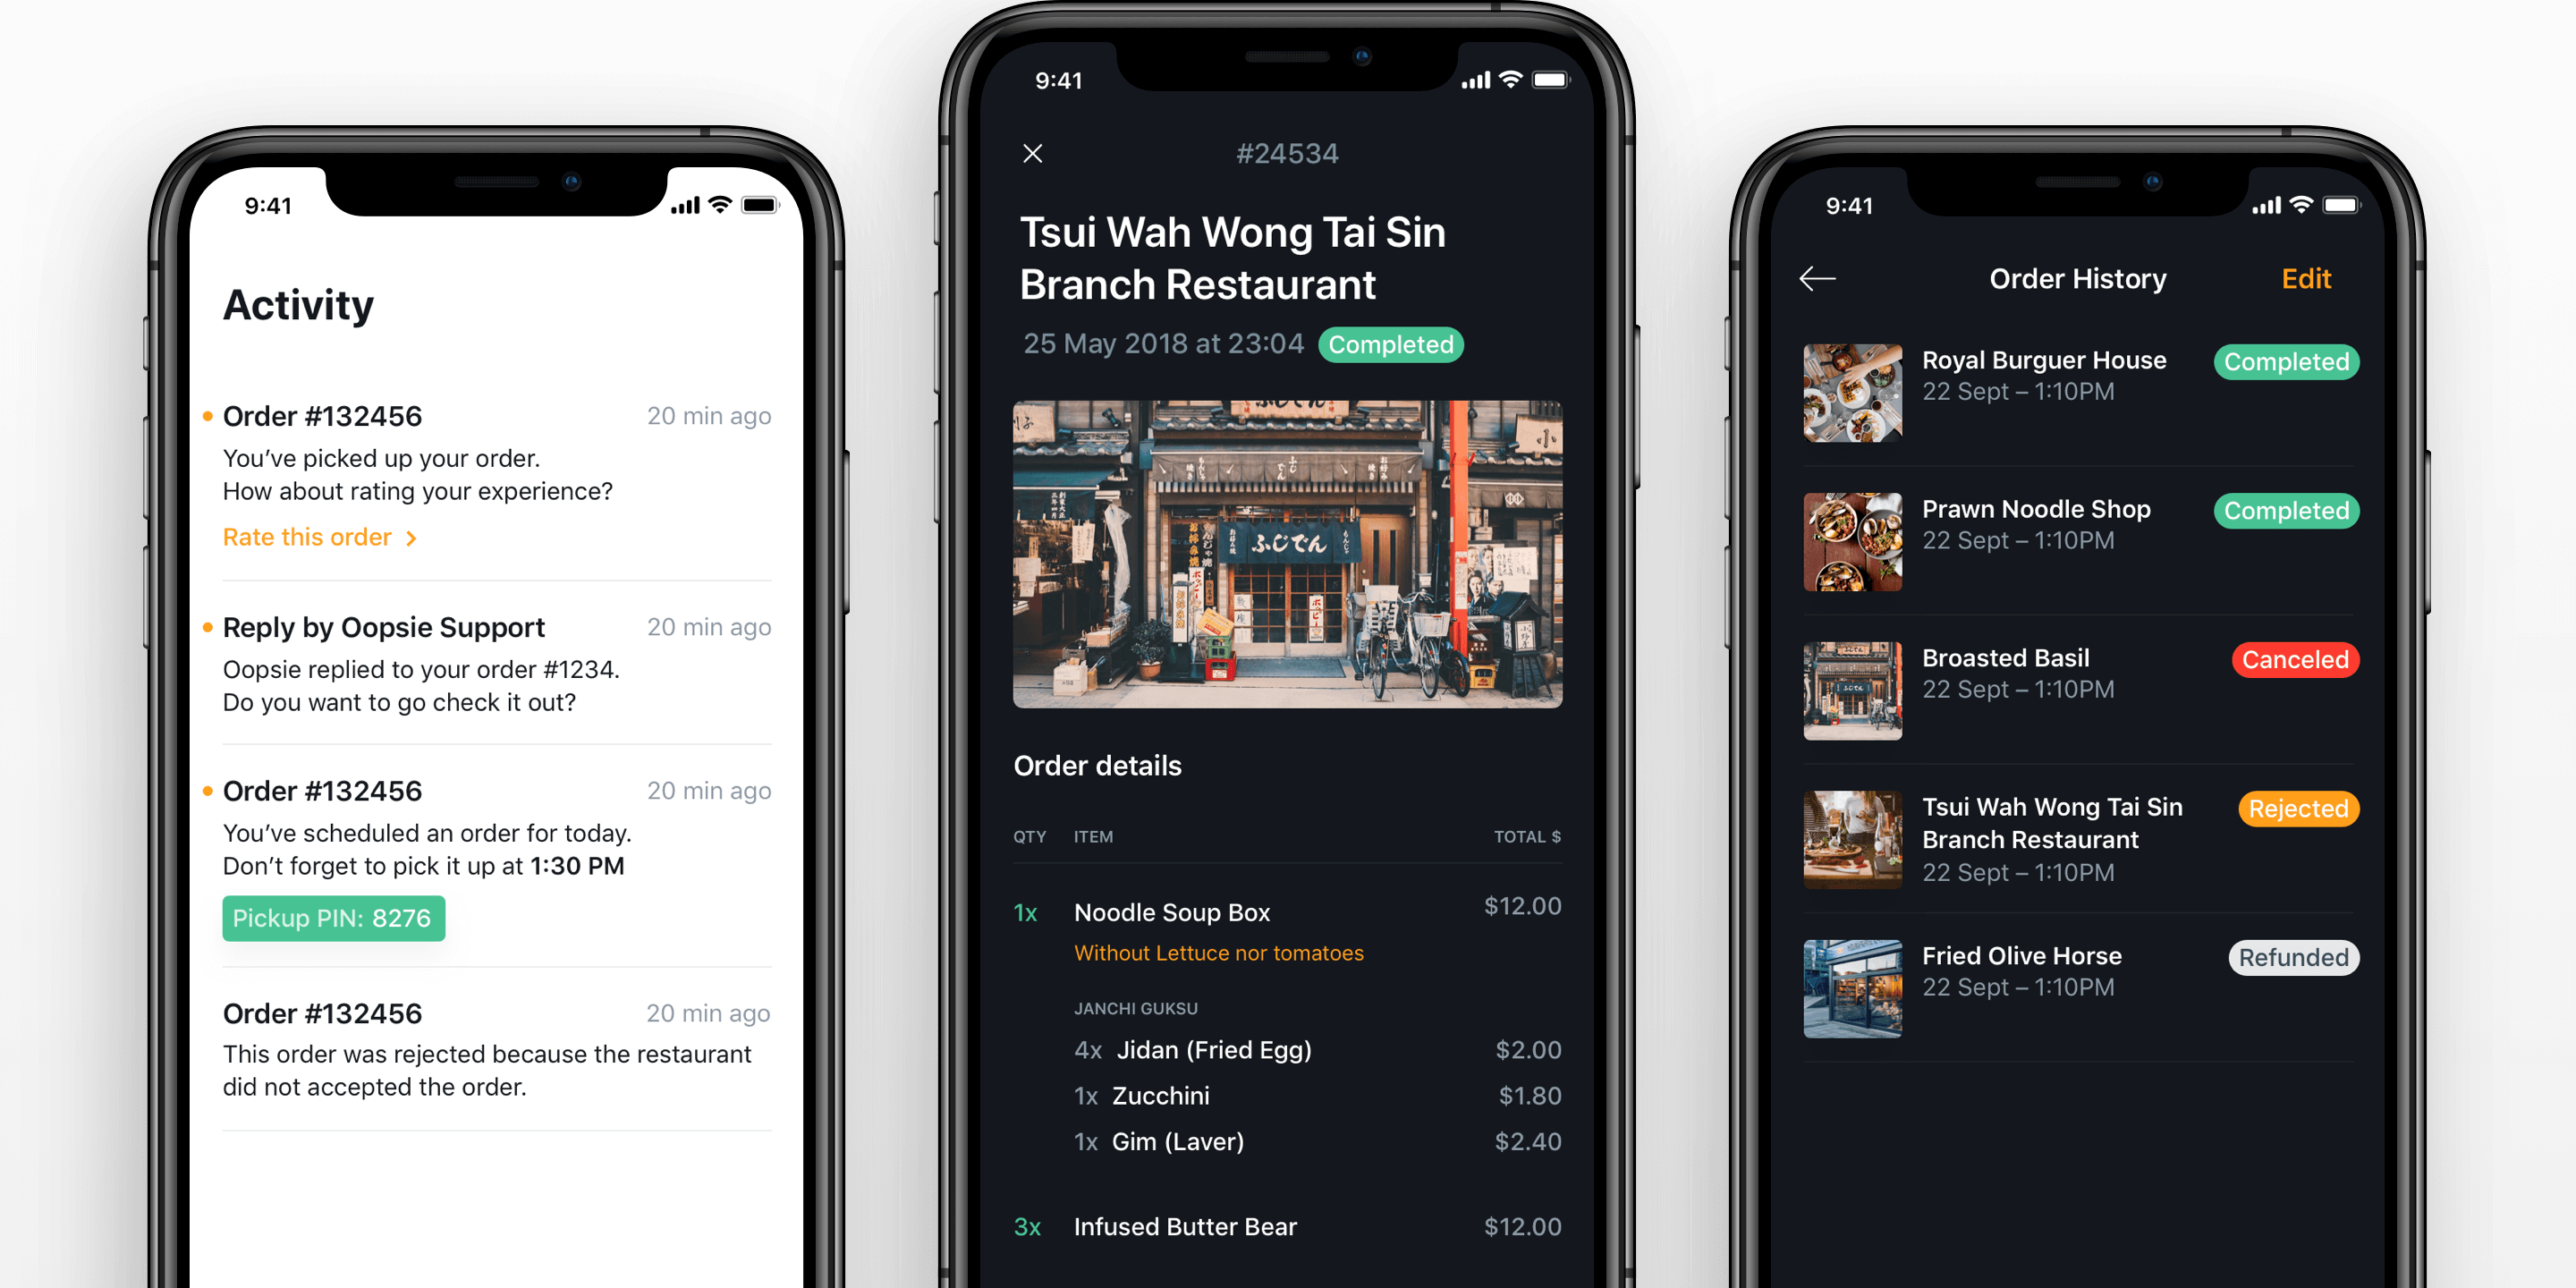 9:41
Activity
Order #132456
20 min ago
You’ve picked up your order.
How about rating your experience?
Rate this order
Reply by Oopsie Support
20 min ago
Oopsie replied to your order #1234.
Do you want to go check it out?
Order #132456
20 min ago
You’ve scheduled an order for today.
Don’t forget to pick it up at 1:30 PM
Pickup PIN: 8276
Order #132456
20 min ago
This order was rejected because the restaurant
did not accepted the order.
9:41
#24534
Tsui Wah Wong Tai Sin
Branch Restaurant
25 May 2018 at 23:04 Completed
ふじでん
Order details
QTY ITEM TOTAL $
1x Noodle Soup Box $12.00
Without Lettuce nor tomatoes
JANCHI GUKSU
4x Jidan (Fried Egg) $2.00
1x Zucchini $1.80
1x Gim (Laver) $2.40
3x Infused Butter Bear $12.00
9:41
Order History
Edit
Royal Burguer House
Completed
22 Sept – 1:10PM
Prawn Noodle Shop
Completed
22 Sept – 1:10PM
Broasted Basil
Canceled
22 Sept – 1:10PM
Tsui Wah Wong Tai Sin
Branch Restaurant
Rejected
22 Sept – 1:10PM
Fried Olive Horse
Refunded
22 Sept – 1:10PM